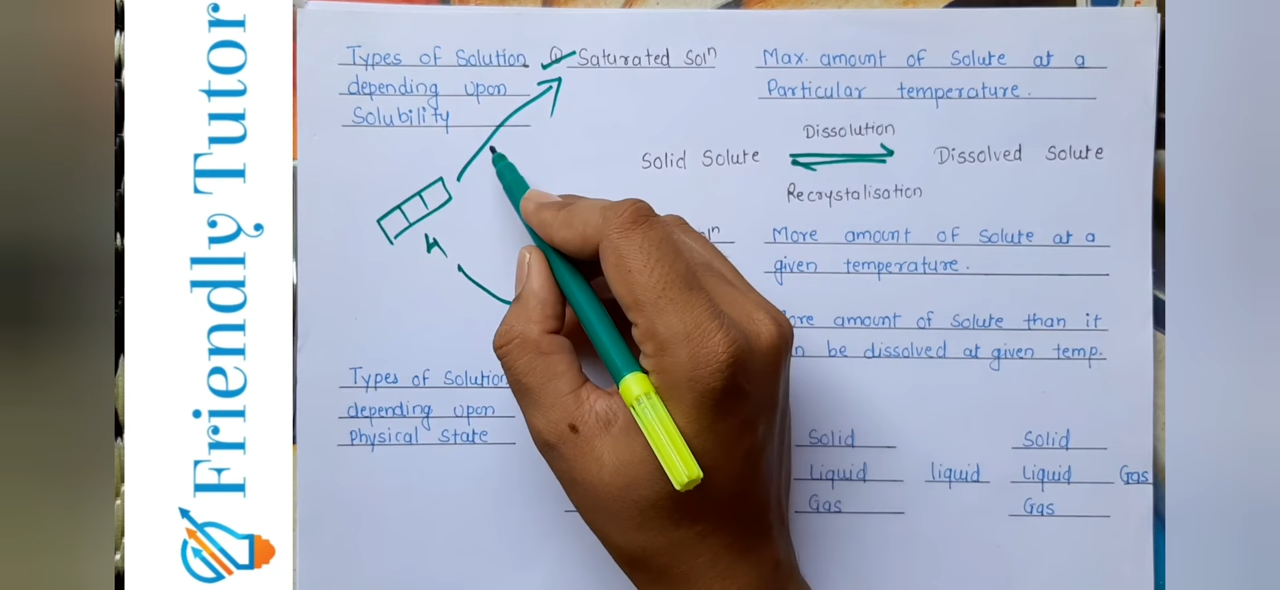 Friendly Tutor
Types of Solution
depending upon
Solubility
① Saturated Solⁿ
Max. amount of Solute at a
Particular temperature.
Dissolution
Solid Solute ⇌ Dissolved Solute
Recrystalisation
More amount of Solute at a
given temperature.
amount of Solute than it
be dissolved at given temp.
Types of Solution
depending upon
Physical State
Solid Solid
Liquid liquid Liquid Gas
Gas Gas